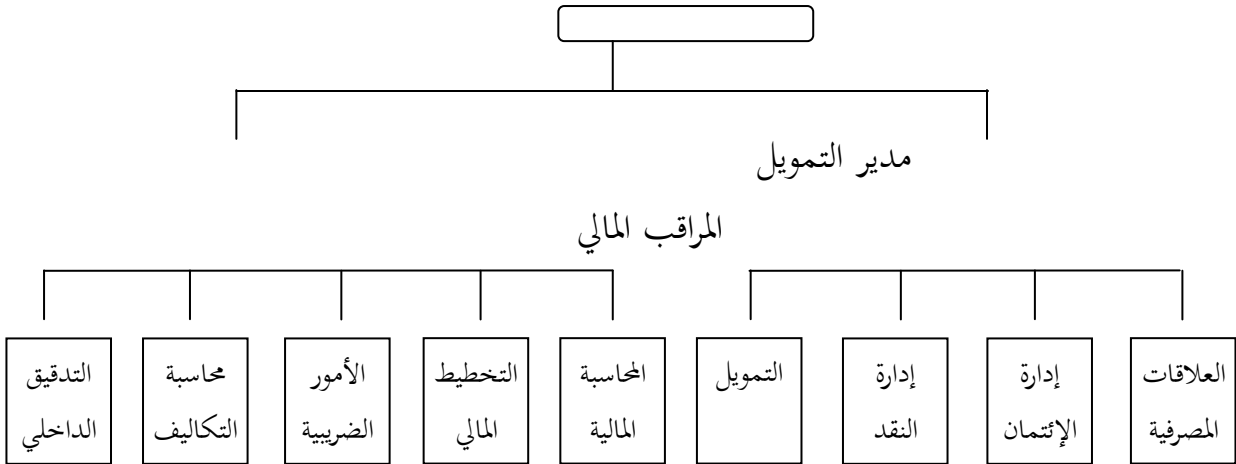 مدير التمويل
المراقب المالي
العلاقات
المصرفية
إدارة
الإئتمان
إدارة
النقد
التمويل
المحاسبة
المالية
التخطيط
المالي
الأمور
الضريبية
محاسبة
التكاليف
التدقيق
الداخلي